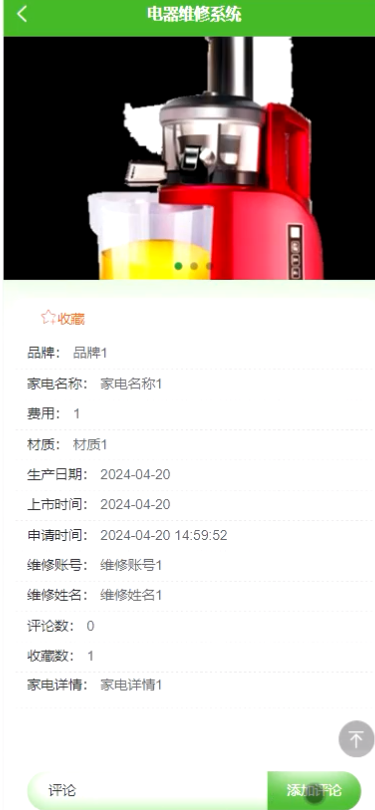 电器维修系统
收藏
品牌： 品牌1
家电名称： 家电名称1
费用： 1
材质： 材质1
生产日期： 2024-04-20
上市时间： 2024-04-20
申请时间： 2024-04-20 14:59:52
维修账号： 维修账号1
维修姓名： 维修姓名1
评论数： 0
收藏数： 1
家电详情： 家电详情1
评论
添加评论